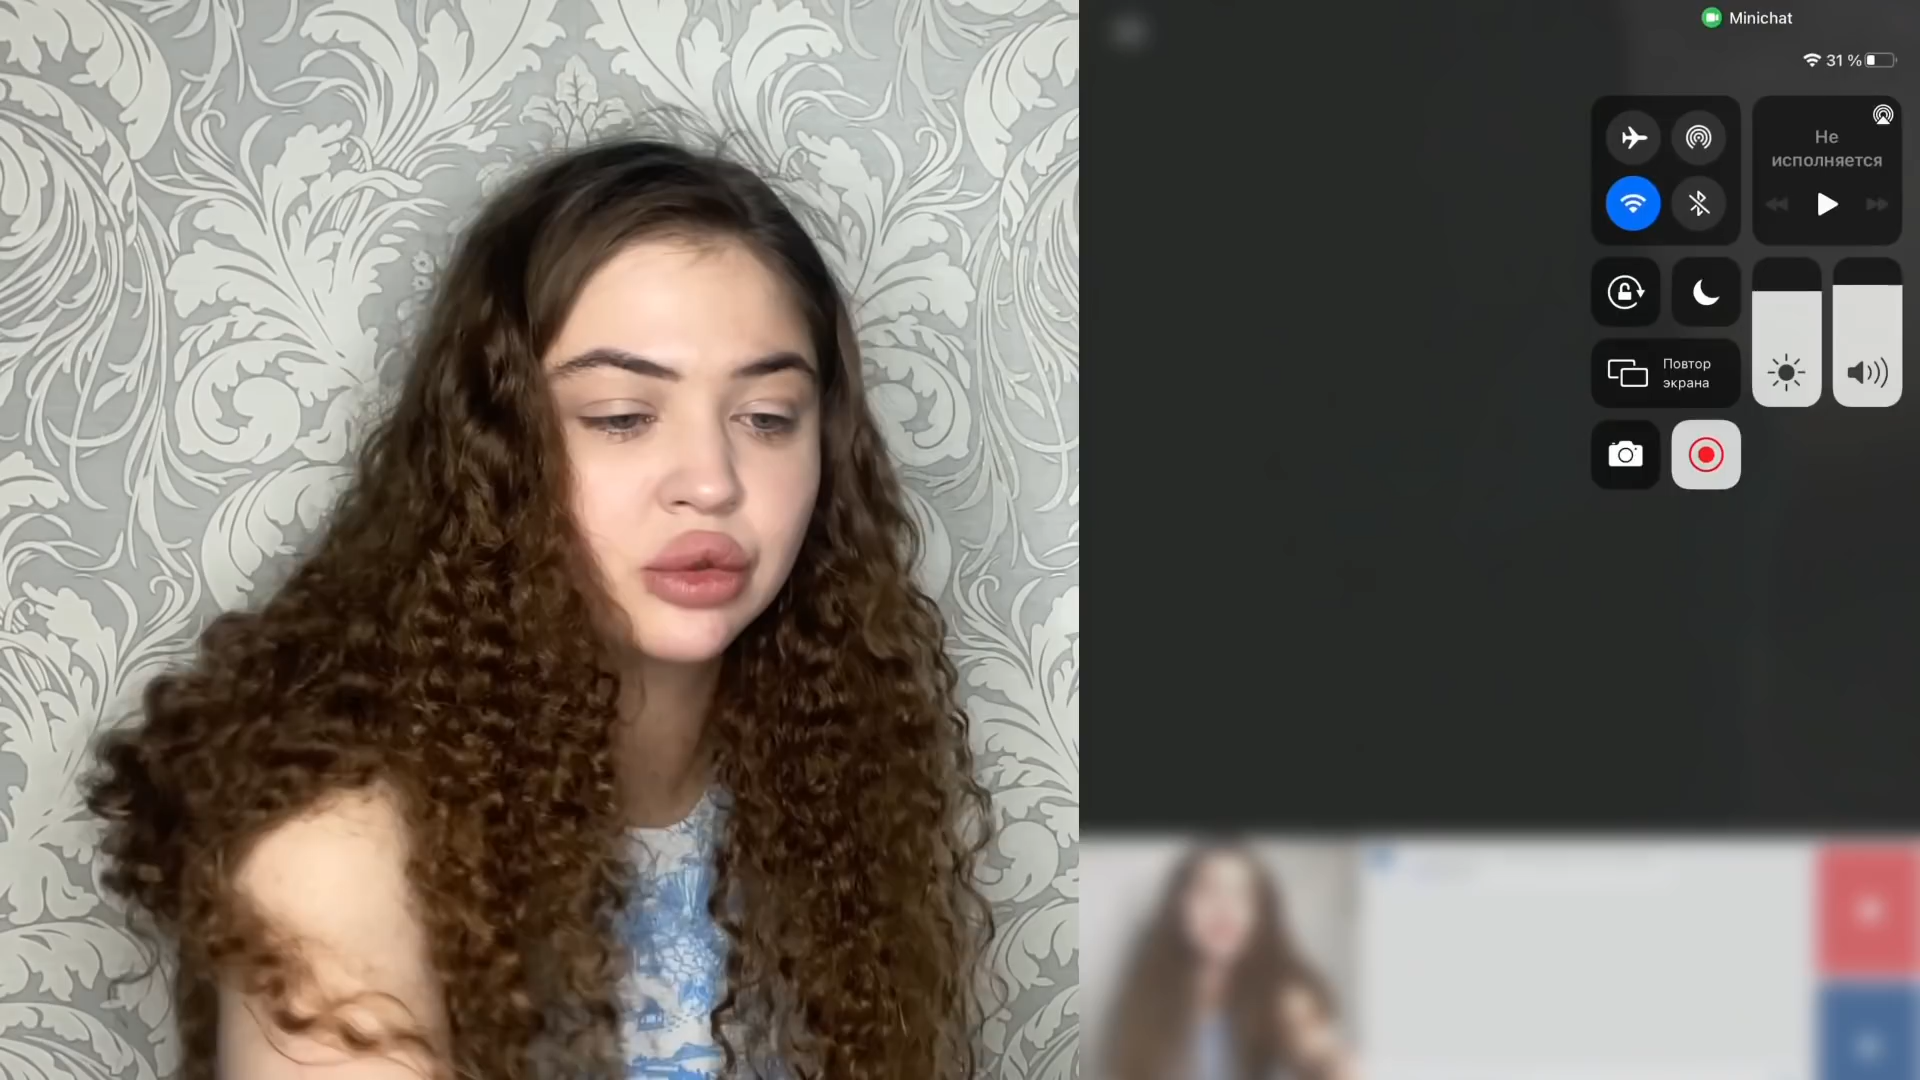 Minichat
31 %
Не
исполняется
Повтор
экрана